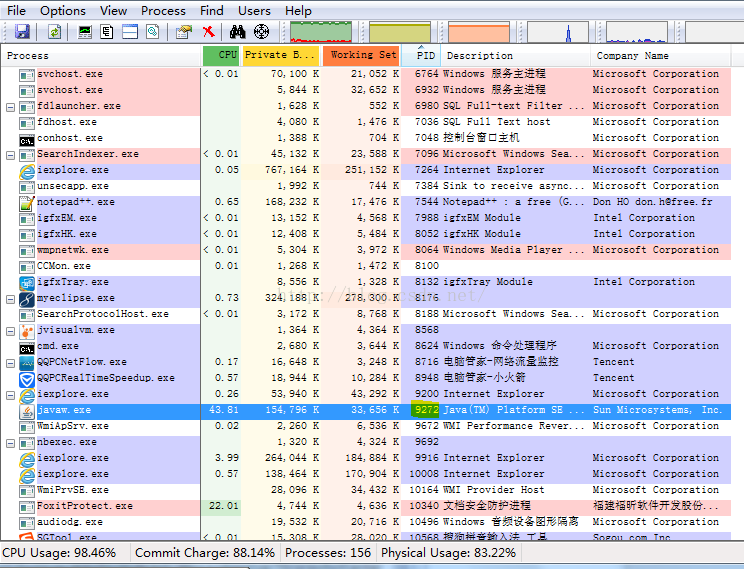 File Options View Process Find Users Help
Process CPU Private B... Working Set PID Description Company Name
svchost.exe < 0.01 70,100 K 21,052 K 6764 Windows 服务主进程 Microsoft Corporation
svchost.exe 5,844 K 32,652 K 6932 Windows 服务主进程 Microsoft Corporation
fdlauncher.exe 1,628 K 552 K 6980 SQL Full-text Filter ... Microsoft Corporation
fdhost.exe 4,080 K 1,476 K 7036 SQL Full Text host Microsoft Corporation
conhost.exe 1,388 K 704 K 7048 控制台窗口主机 Microsoft Corporation
SearchIndexer.exe < 0.01 45,132 K 23,588 K 7096 Microsoft Windows Sea... Microsoft Corporation
iexplore.exe 0.05 767,164 K 251,152 K 7264 Internet Explorer Microsoft Corporation
unsecapp.exe 1,992 K 744 K 7384 Sink to receive async... Microsoft Corporation
notepad++.exe 0.65 168,232 K 17,476 K 7544 Notepad++ : a free (G... Don HO don.h@free.fr
igfxEM.exe < 0.01 13,152 K 4,568 K 7988 igfxEM Module Intel Corporation
igfxHK.exe < 0.01 12,408 K 5,484 K 8052 igfxHK Module Intel Corporation
wmpnetwk.exe < 0.01 5,304 K 3,972 K 8064 Windows Media Player ... Microsoft Corporation
CCMon.exe 0.01 1,268 K 1,472 K 8100
igfxTray.exe 8,556 K 1,328 K 8132 igfxTray Module Intel Corporation
myeclipse.exe 0.73 324,188 K 278,300 K 8176
SearchProtocolHost.exe < 0.01 3,172 K 8,768 K 8188 Microsoft Windows Sea... Microsoft Corporation
jvisualvm.exe 1,364 K 4,364 K 8568
cmd.exe 2,680 K 3,644 K 8624 Windows 命令处理程序 Microsoft Corporation
QQPCNetFlow.exe 0.17 16,648 K 3,248 K 8716 电脑管家-网络流量监控 Tencent
QQPCRealTimeSpeedup.exe 0.57 18,944 K 10,284 K 8948 电脑管家-小火箭 Tencent
iexplore.exe 0.26 53,940 K 43,292 K 9200 Internet Explorer Microsoft Corporation
javaw.exe 43.81 154,796 K 33,656 K 9272 Java(TM) Platform SE ... Sun Microsystems, Inc.
WmiApSrv.exe 0.02 2,260 K 6,536 K 9672 WMI Performance Rever... Microsoft Corporation
nbexec.exe 1,320 K 4,324 K 9692
iexplore.exe 3.99 264,044 K 184,884 K 9916 Internet Explorer Microsoft Corporation
iexplore.exe 0.57 138,464 K 170,904 K 10008 Internet Explorer Microsoft Corporation
WmiPrvSE.exe 28,096 K 34,432 K 10164 WMI Provider Host Microsoft Corporation
FoxitProtect.exe 22.01 4,744 K 4,636 K 10340 文档安全防护进程 福建福昕软件开发股份...
audiodg.exe 19,532 K 20,716 K 10496 Windows 音频设备图形隔离 Microsoft Corporation
SGTool.exe < 0.01 15,308 K 28,020 K 10568 搜狗拼音输入法 工具 Sogou.com Inc.
CPU Usage: 98.46% Commit Charge: 88.14% Processes: 156 Physical Usage: 83.22%